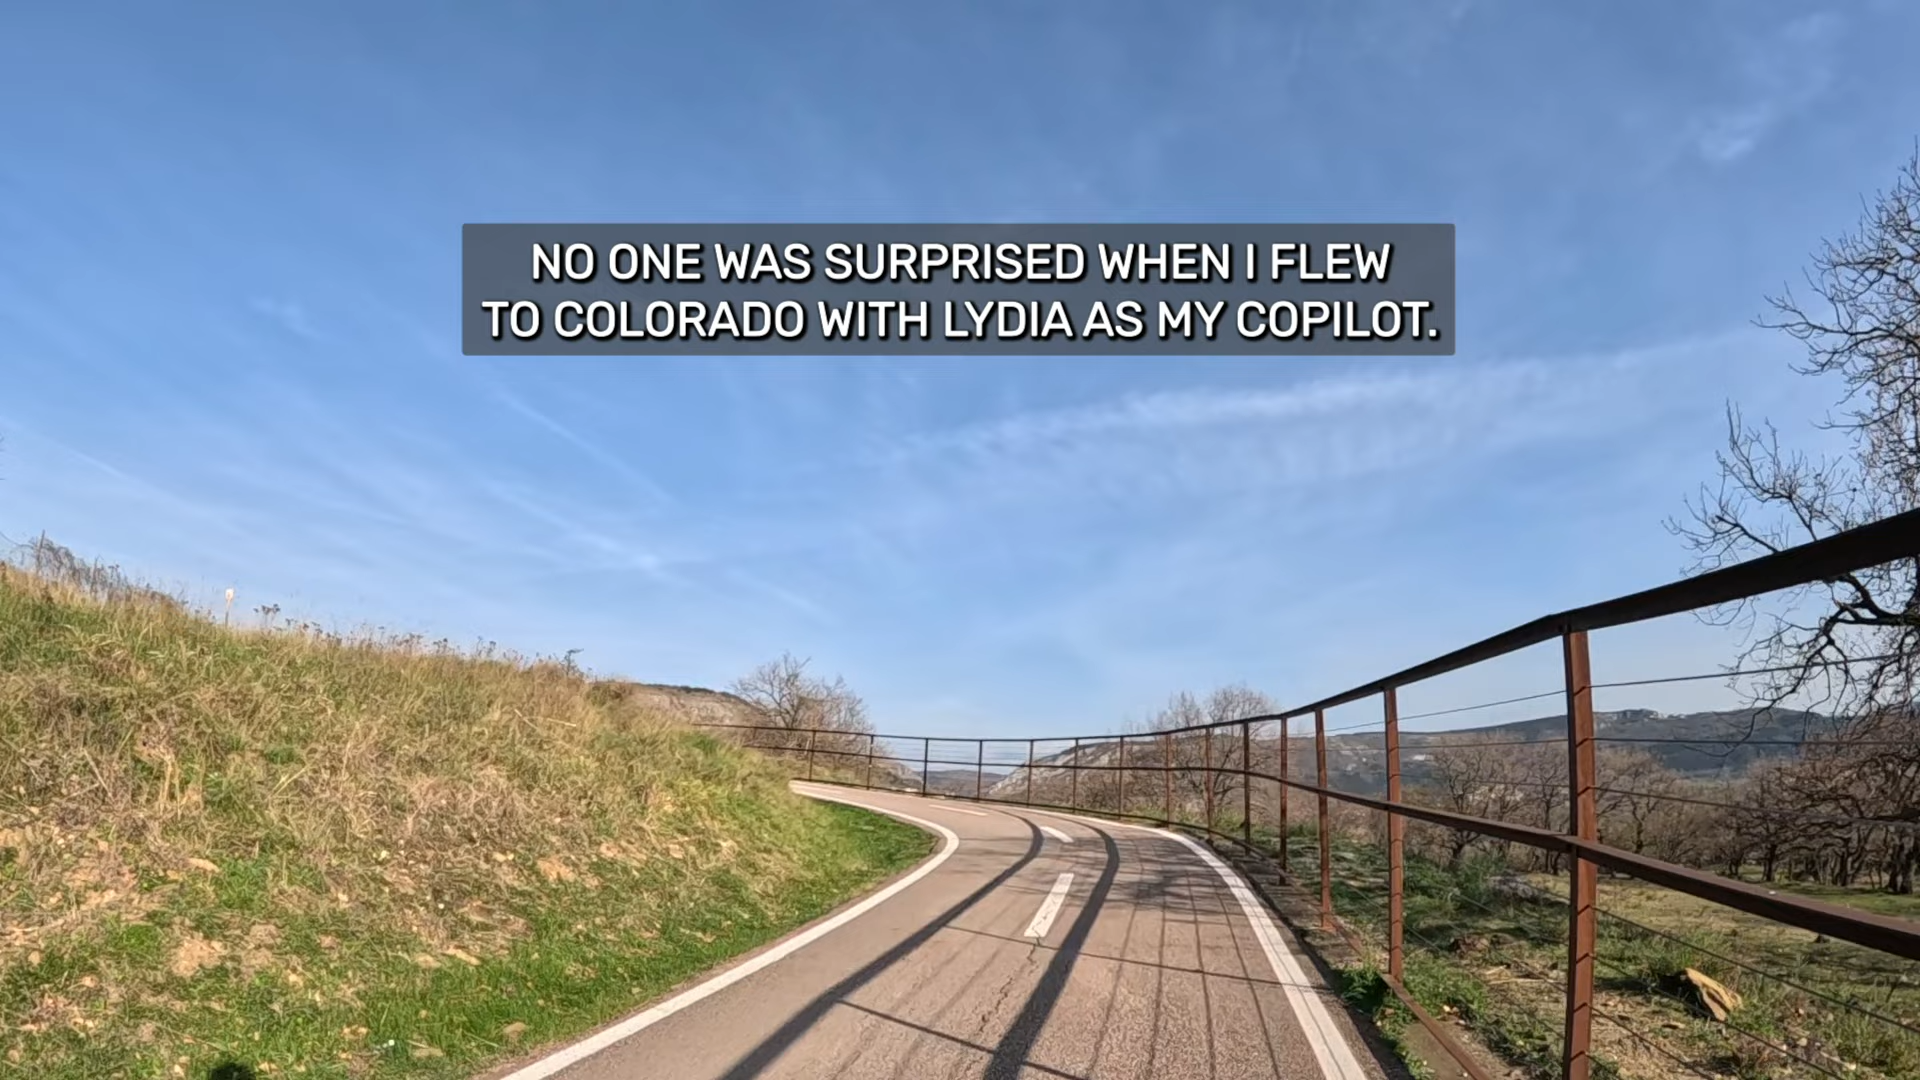 NO ONE WAS SURPRISED WHEN I FLEW
TO COLORADO WITH LYDIA AS MY COPILOT.